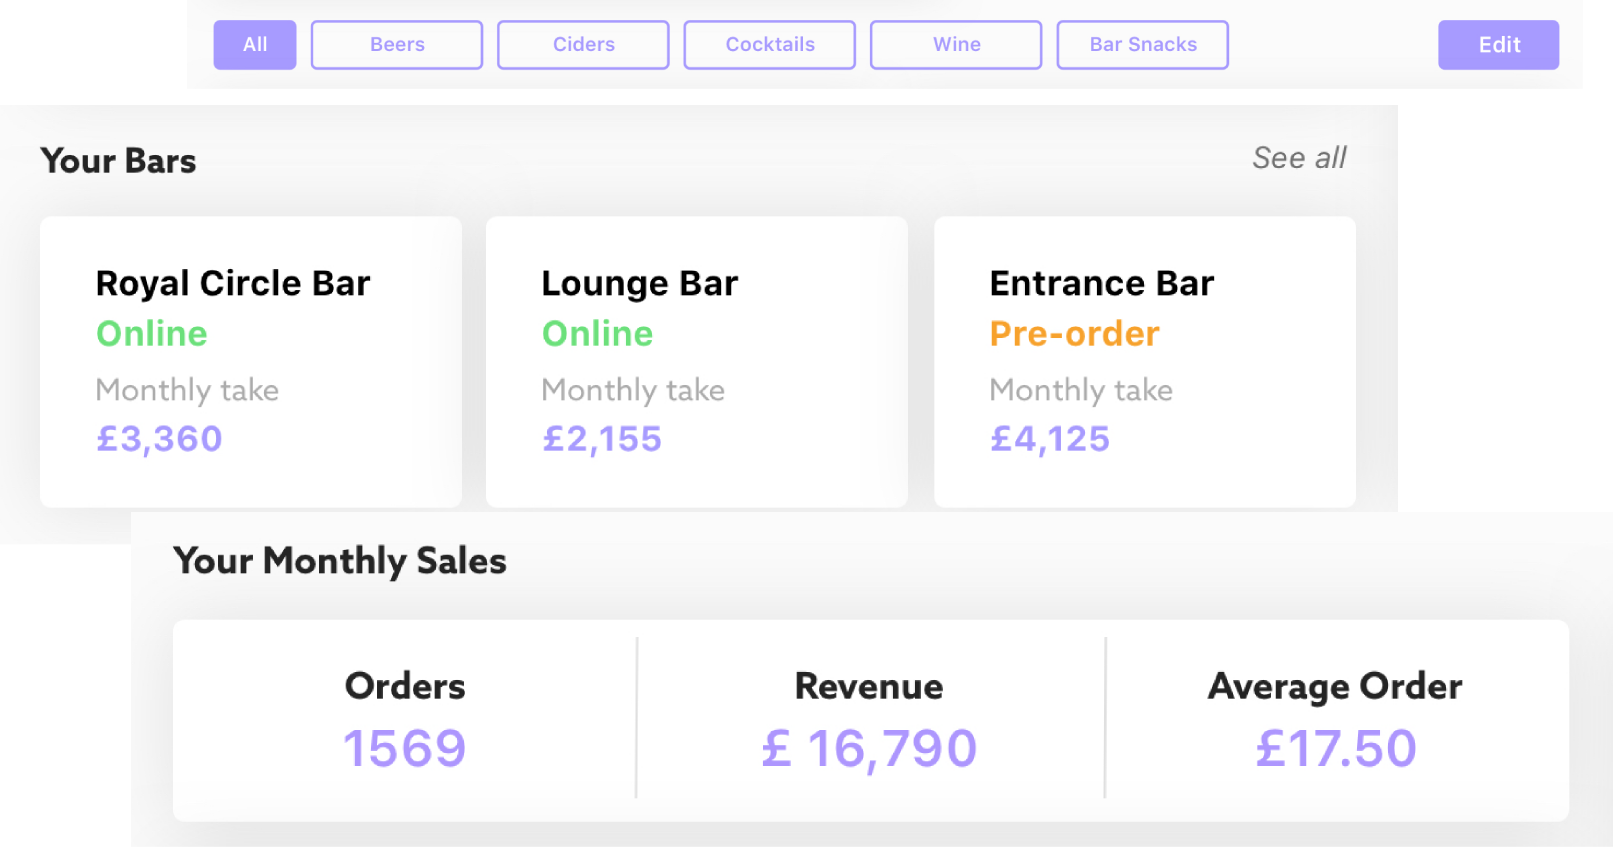 All Beers Ciders Cocktails Wine Bar Snacks Edit
Your Bars See all
Royal Circle Bar
Online
Monthly take
£3,360
Lounge Bar
Online
Monthly take
£2,155
Entrance Bar
Pre-order
Monthly take
£4,125
Your Monthly Sales
Orders
1569
Revenue
£ 16,790
Average Order
£17.50